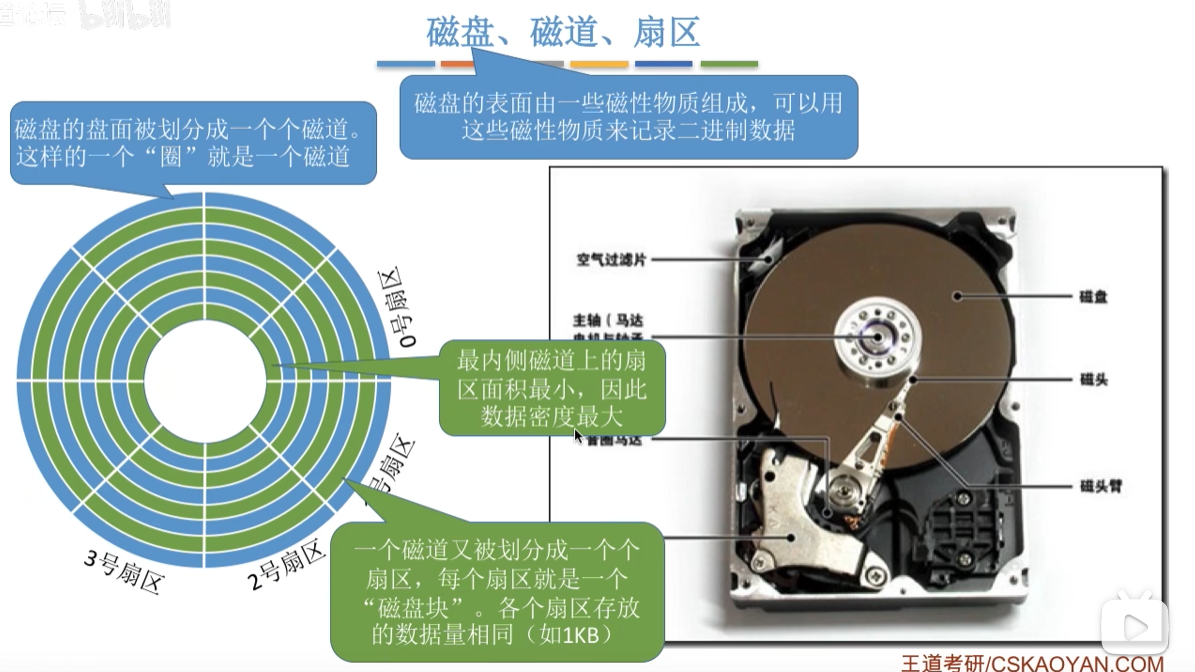 bilibili
磁盘、磁道、扇区
磁盘的表面由一些磁性物质组成，可以用
这些磁性物质来记录二进制数据
磁盘的盘面被划分成一个个磁道。
这样的一个“圈”就是一个磁道
0号扇区
号扇区
2号扇区
3号扇区
最内侧磁道上的扇
区面积最小，因此
数据密度最大
一个磁道又被划分成一个个
扇区，每个扇区就是一个
“磁盘块”。各个扇区存放
的数据量相同（如1KB）
空气过滤片
主轴（马达
音圈马达
磁盘
磁头
磁头臂
王道考研/CSKAOYAN.COM